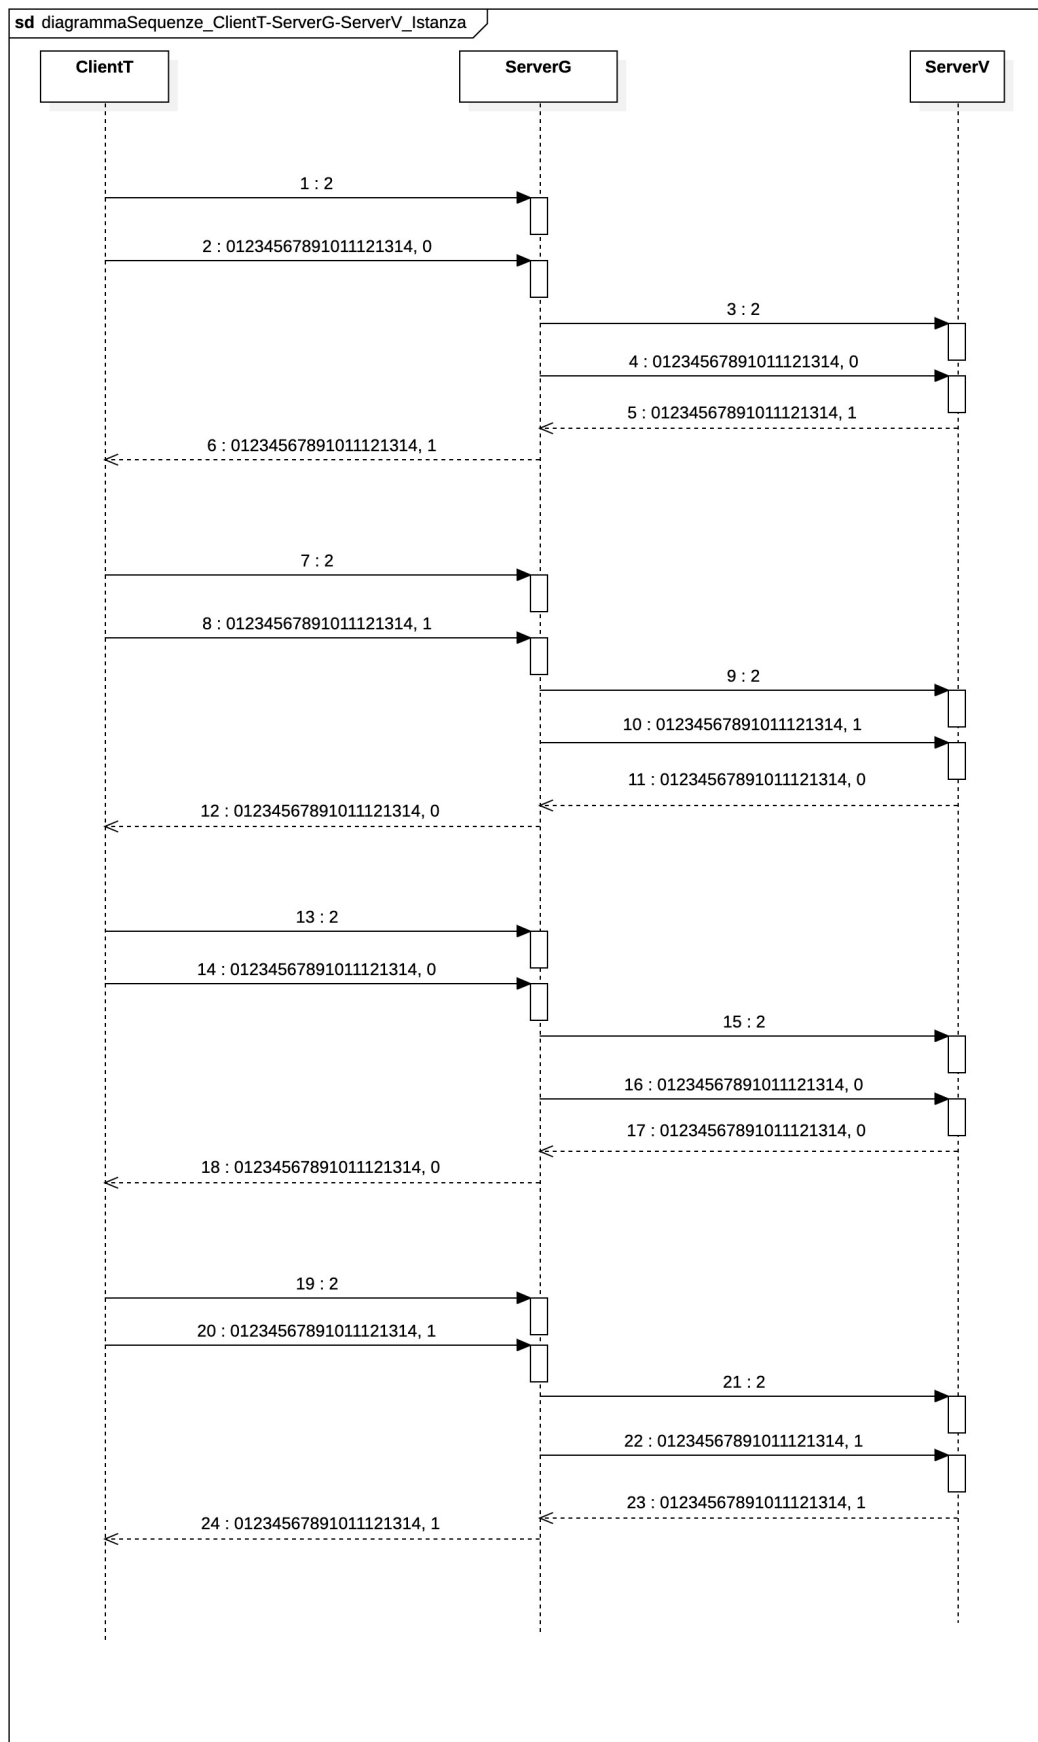 sd diagrammaSequenze_ClientT-ServerG-ServerV_Istanza
ClientT
ServerG
ServerV
1 : 2
2 : 01234567891011121314, 0
3 : 2
4 : 01234567891011121314, 0
5 : 01234567891011121314, 1
6 : 01234567891011121314, 1
7 : 2
8 : 01234567891011121314, 1
9 : 2
10 : 01234567891011121314, 1
11 : 01234567891011121314, 0
12 : 01234567891011121314, 0
13 : 2
14 : 01234567891011121314, 0
15 : 2
16 : 01234567891011121314, 0
17 : 01234567891011121314, 0
18 : 01234567891011121314, 0
19 : 2
20 : 01234567891011121314, 1
21 : 2
22 : 01234567891011121314, 1
23 : 01234567891011121314, 1
24 : 01234567891011121314, 1